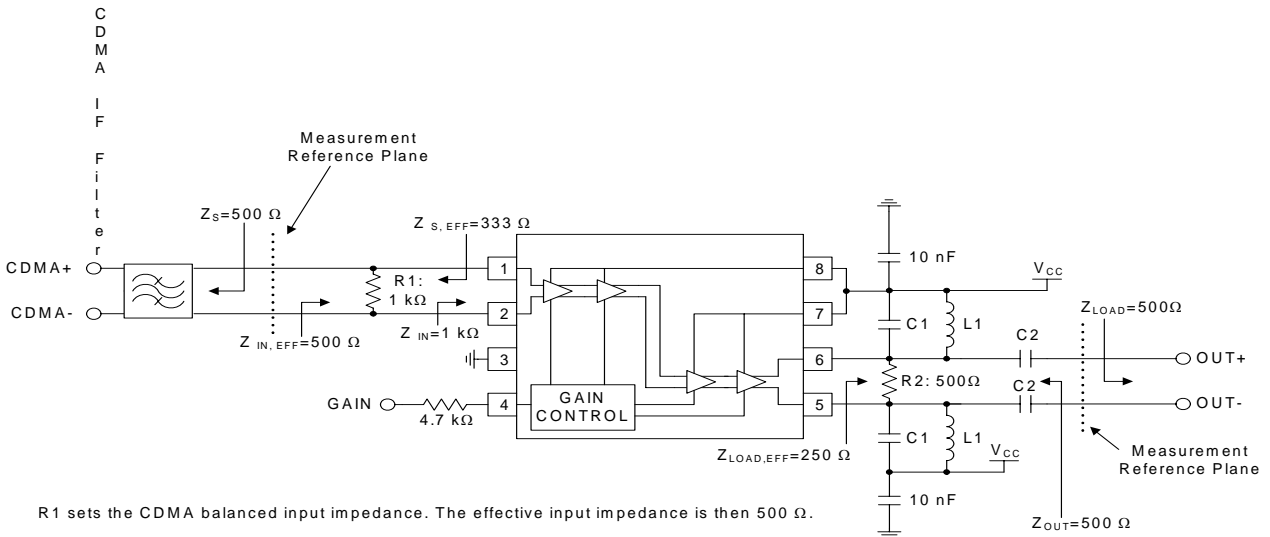 CDMA IF Filter
Measurement
Reference Plane
ZS=500 Ω
Z S, EFF=333 Ω
10 nF
VCC
CDMA+
1
8
R1:
1 kΩ
ZLOAD=500Ω
CDMA-
2
7
C1
L1
Z IN, EFF=500 Ω
Z IN=1 kΩ
C2
3
6
OUT+
R2: 500Ω
C2
GAIN
4.7 kΩ
4
GAIN
CONTROL
5
OUT-
C1
L1
ZLOAD,EFF=250 Ω
VCC
Measurement
Reference Plane
10 nF
R1 sets the CDMA balanced input impedance. The effective input impedance is then 500 Ω.
ZOUT=500 Ω